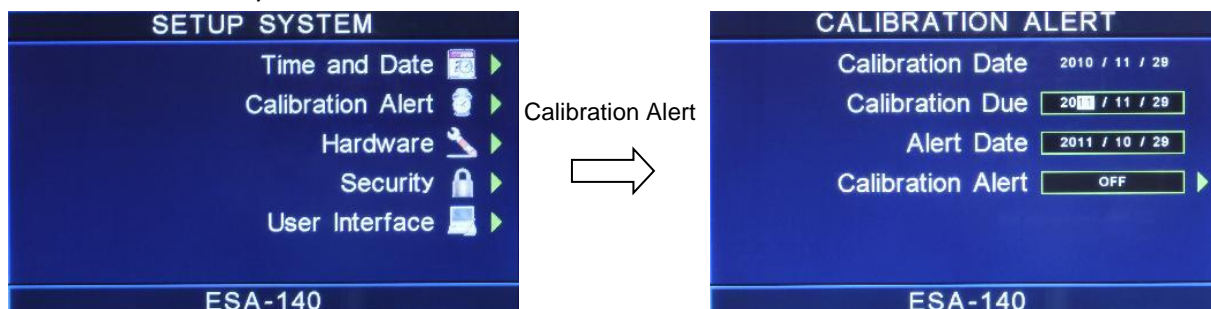 SETUP SYSTEM
Time and Date
Calibration Alert
Hardware
Security
User Interface
ESA-140
Calibration Alert
CALIBRATION ALERT
Calibration Date 2010 / 11 / 29
Calibration Due 2011 / 11 / 29
Alert Date 2011 / 10 / 29
Calibration Alert OFF
ESA-140